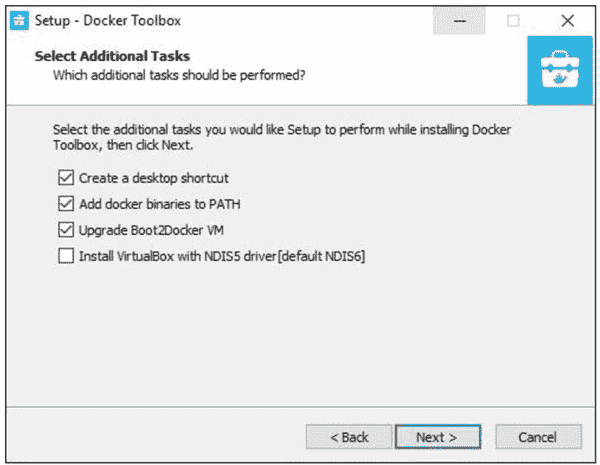 Setup - Docker Toolbox
Select Additional Tasks
Which additional tasks should be performed?
Select the additional tasks you would like Setup to perform while installing Docker
Toolbox, then click Next.
Create a desktop shortcut
Add docker binaries to PATH
Upgrade Boot2Docker VM
Install VirtualBox with NDIS5 driver[default NDIS6]
< Back Next > Cancel